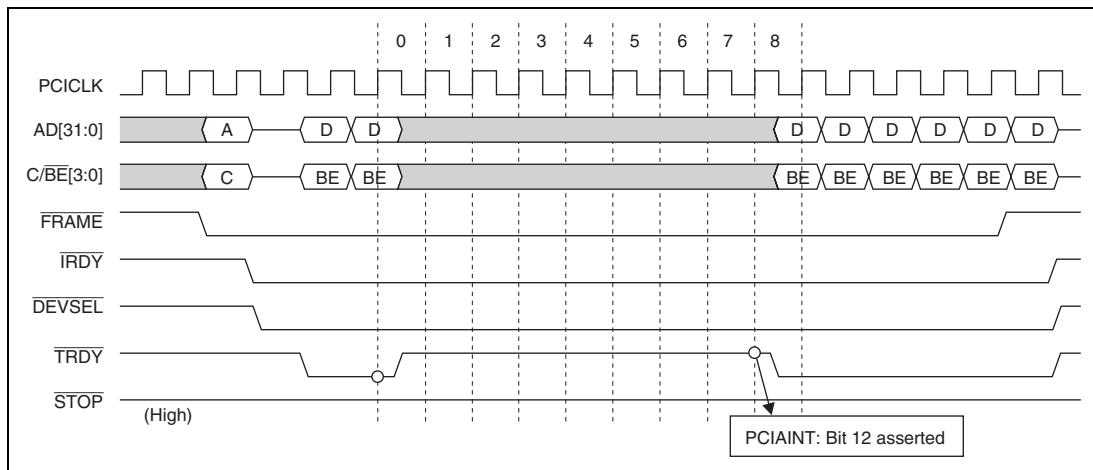 0 1 2 3 4 5 6 7 8
PCICLK
AD[31:0] A D D D D D D D D
C/BE[3:0] C BE BE BE BE BE BE BE BE
FRAME
IRDY
DEVSEL
TRDY
STOP
(High)
PCIAINT: Bit 12 asserted